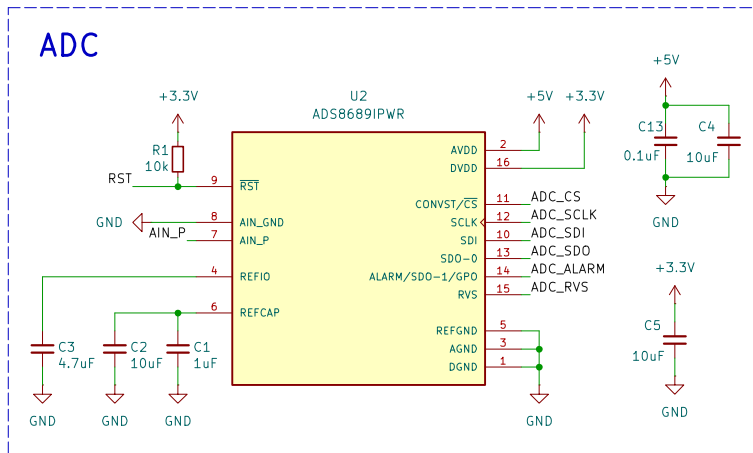 ADC
+3.3V
R1
10k
RST
GND
AIN_P
U2
ADS8689IPWR
9
RST
8
AIN_GND
7
AIN_P
4
REFIO
6
REFCAP
AVDD
2
DVDD
16
CONVST/CS
11
ADC_CS
SCLK
12
ADC_SCLK
SDI
10
ADC_SDI
SDO-0
13
ADC_SDO
ALARM/SDO-1/GPO
14
ADC_ALARM
RVS
15
ADC_RVS
REFGND
5
AGND
3
DGND
1
+5V
+3.3V
GND
C3
4.7uF
GND
C2
10uF
GND
C1
1uF
GND
+5V
C13
0.1uF
C4
10uF
GND
+3.3V
C5
10uF
GND